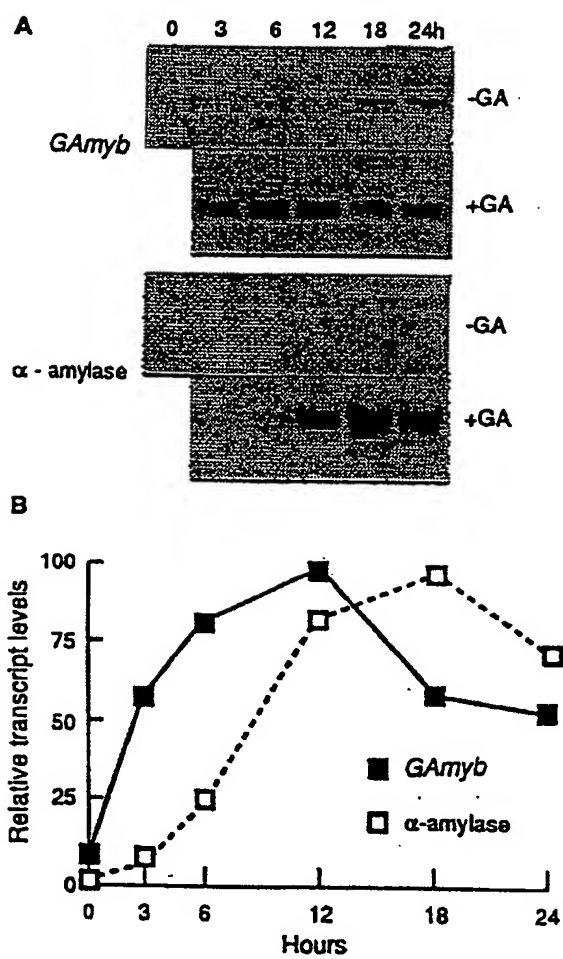 A
0 3 6 12 18 24h
-GA
GAmyb
+GA
-GA
α - amylase
+GA
B
Relative transcript levels
100
75
50
25
0
GAmyb
α-amylase
0 3 6 12 18 24
Hours